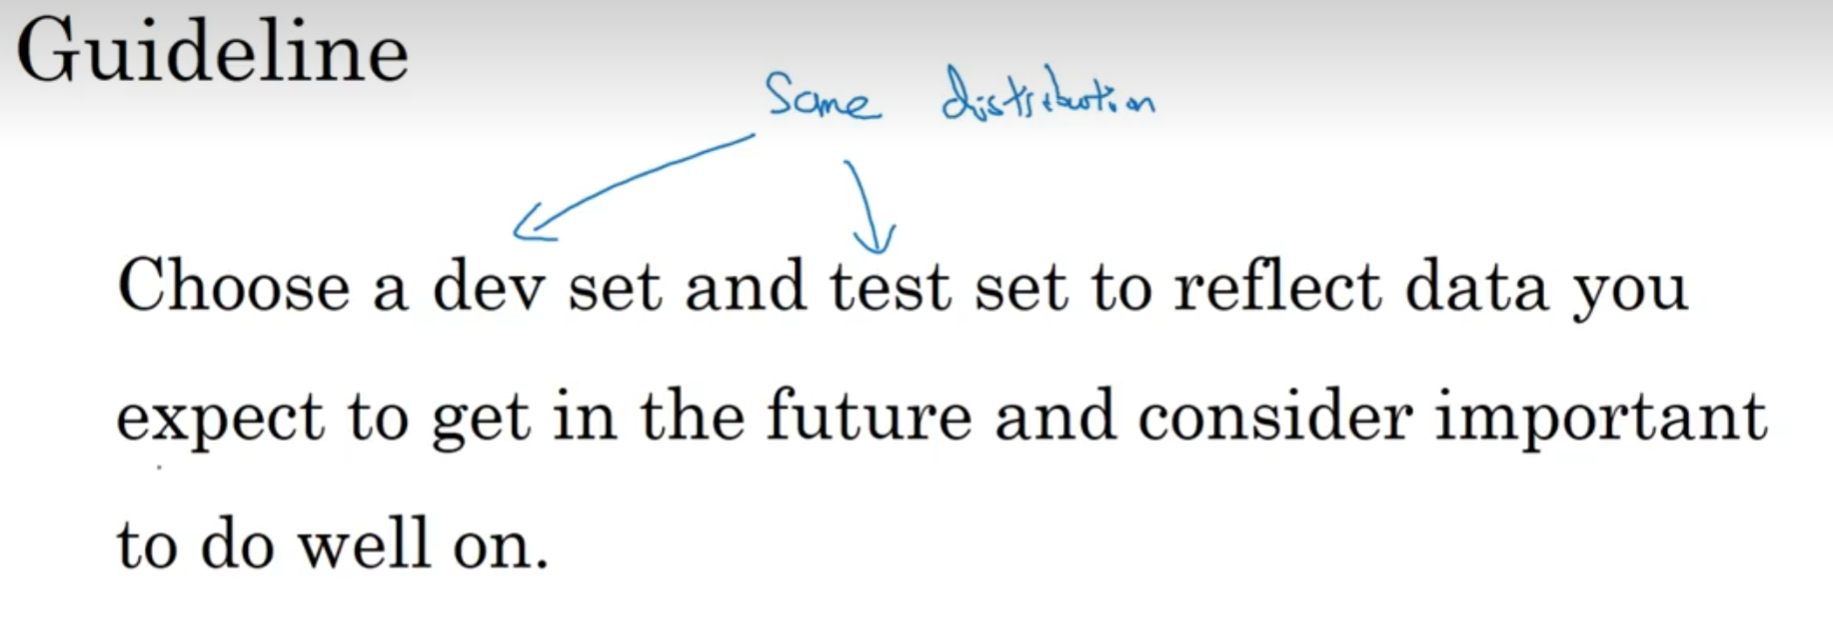 Guideline
Same distribution
Choose a dev set and test set to reflect data you
expect to get in the future and consider important
to do well on.